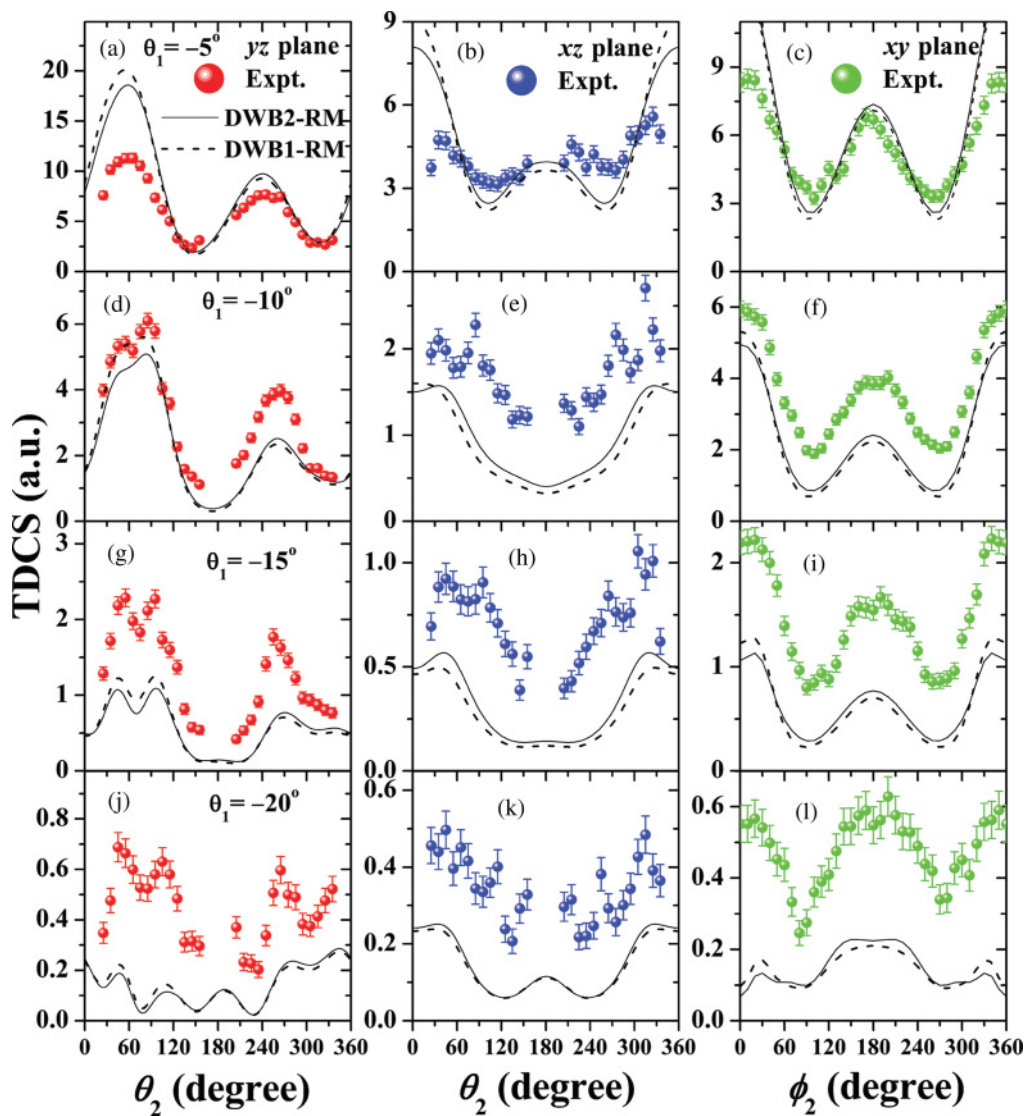 (a) θ₁ = –5° yz plane
Expt.
DWB2-RM
DWB1-RM
20
15
10
5
0
(b) xz plane
Expt.
9
6
3
0
(c) xy plane
Expt.
9
6
3
0
(d) θ₁= –10°
6
4
2
0
(e)
2
1
0
(f)
6
4
2
0
(g) θ₁= –15°
3
2
1
0
(h)
1.0
0.5
0.0
(i)
2
1
0
(j) θ₁= –20°
0.8
0.6
0.4
0.2
0.0
(k)
0.6
0.4
0.2
0.0
(l)
0.6
0.4
0.2
0.0
TDCS (a.u.)
0 60 120 180 240 300 360
0 60 120 180 240 300 360
0 60 120 180 240 300 360
θ₂ (degree)
θ₂ (degree)
ϕ₂ (degree)